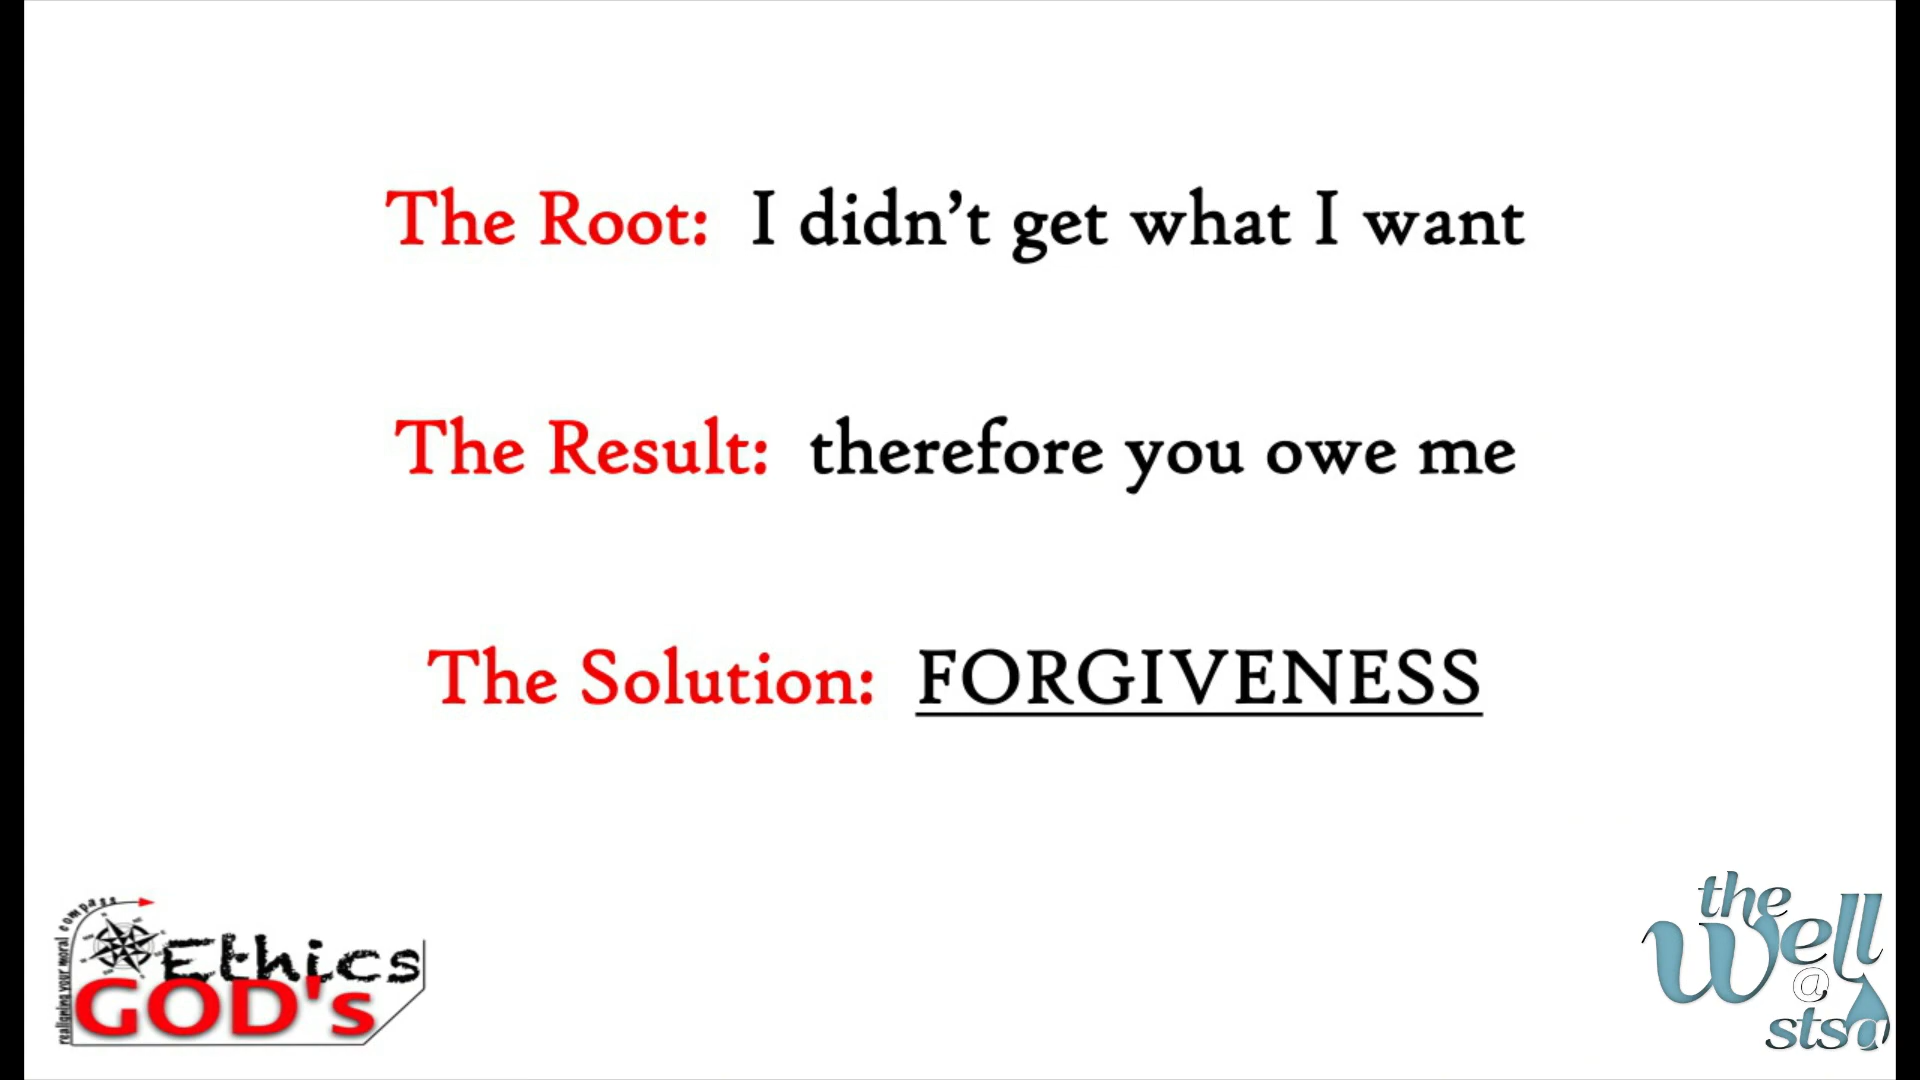 The Root: I didn't get what I want
The Result: therefore you owe me
The Solution: FORGIVENESS
realigning your moral compass
Ethics
GOD's
the
well
@
stsa